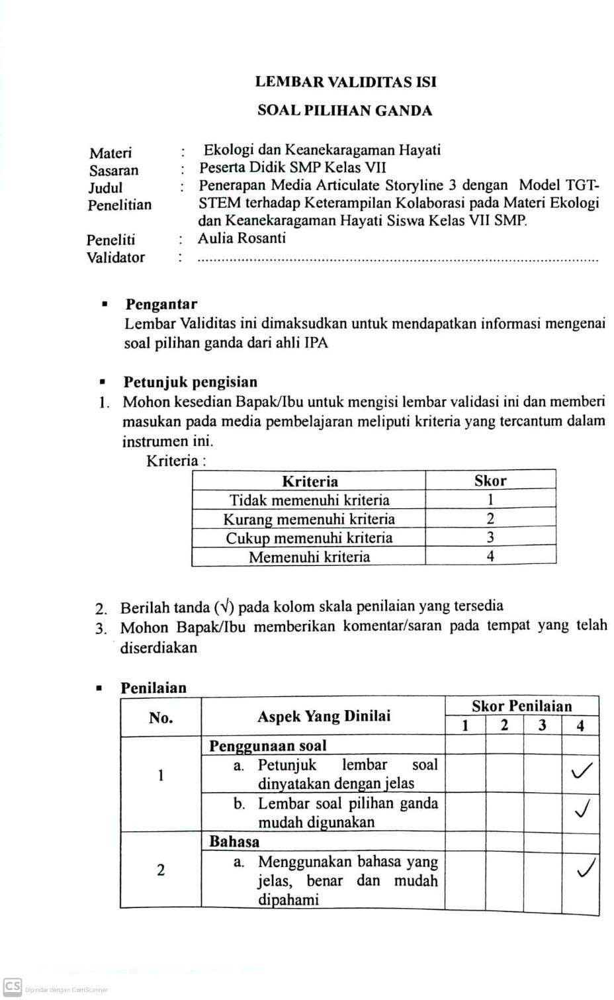 LEMBAR VALIDITAS ISI
SOAL PILIHAN GANDA
Materi : Ekologi dan Keanekaragaman Hayati
Sasaran : Peserta Didik SMP Kelas VII
Judul : Penerapan Media Articulate Storyline 3 dengan Model TGT-
Penelitian STEM terhadap Keterampilan Kolaborasi pada Materi Ekologi
dan Keanekaragaman Hayati Siswa Kelas VII SMP.
Peneliti : Aulia Rosanti
Validator : ....................................................................................................
▪ Pengantar
Lembar Validitas ini dimaksudkan untuk mendapatkan informasi mengenai
soal pilihan ganda dari ahli IPA
▪ Petunjuk pengisian
1. Mohon kesedian Bapak/Ibu untuk mengisi lembar validasi ini dan memberi
masukan pada media pembelajaran meliputi kriteria yang tercantum dalam
instrumen ini.
Kriteria :
Kriteria Skor
Tidak memenuhi kriteria 1
Kurang memenuhi kriteria 2
Cukup memenuhi kriteria 3
Memenuhi kriteria 4
2. Berilah tanda (√) pada kolom skala penilaian yang tersedia
3. Mohon Bapak/Ibu memberikan komentar/saran pada tempat yang telah
diserdiakan
▪ Penilaian
No. Aspek Yang Dinilai Skor Penilaian
1 2 3 4
Penggunaan soal
1 a. Petunjuk lembar soal ✓
dinyatakan dengan jelas
b. Lembar soal pilihan ganda ✓
mudah digunakan
Bahasa
2 a. Menggunakan bahasa yang ✓
jelas, benar dan mudah
dipahami
CS Dipindai dengan CamScanner